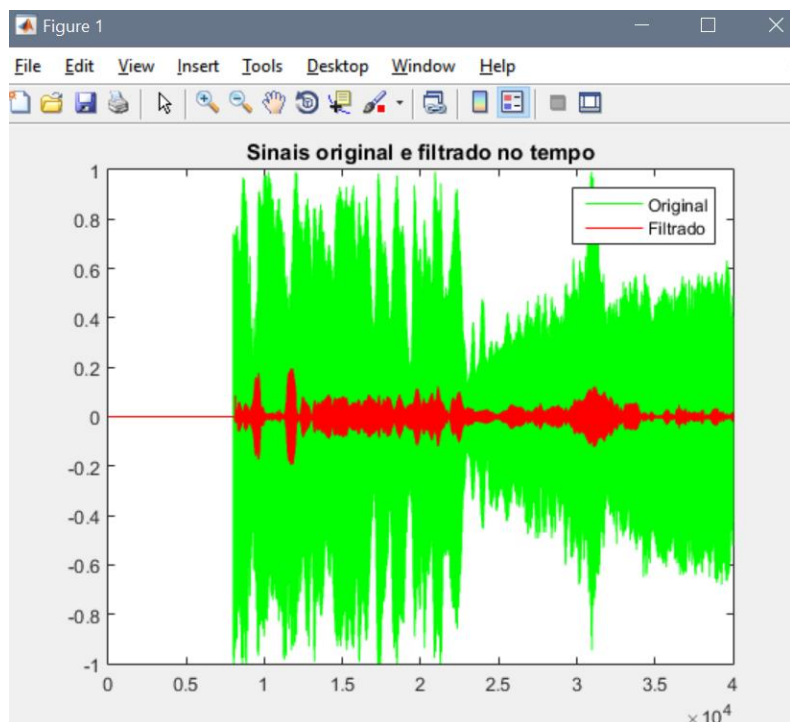 Figure 1
File Edit View Insert Tools Desktop Window Help
Sinais original e filtrado no tempo
Original
Filtrado
1
0.8
0.6
0.4
0.2
0
-0.2
-0.4
-0.6
-0.8
-1
0 0.5 1 1.5 2 2.5 3 3.5 4
×10⁴